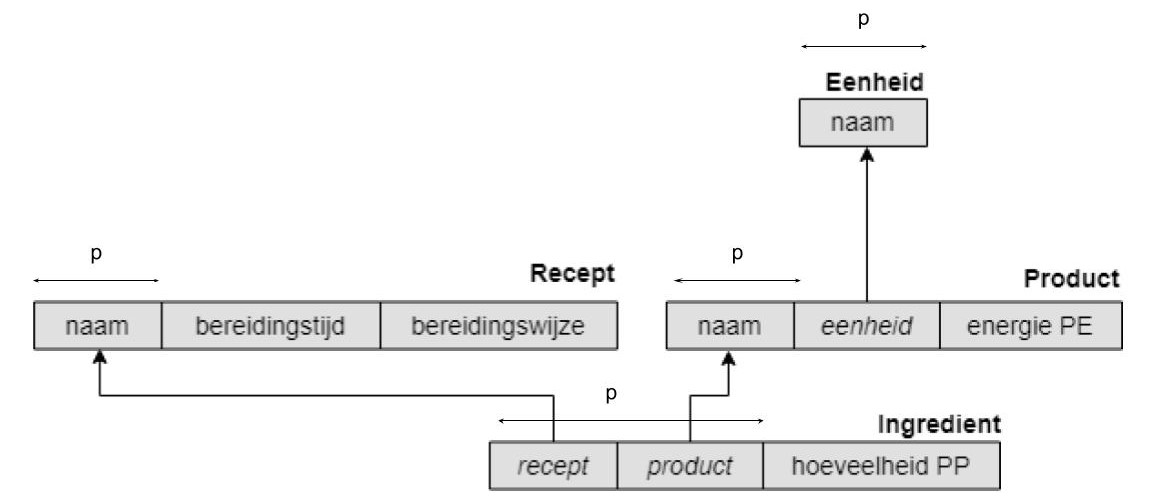 p
Eenheid
naam
p
Recept
naam bereidingstijd bereidingswijze
p
Product
naam eenheid energie PE
p
Ingredient
recept product hoeveelheid PP